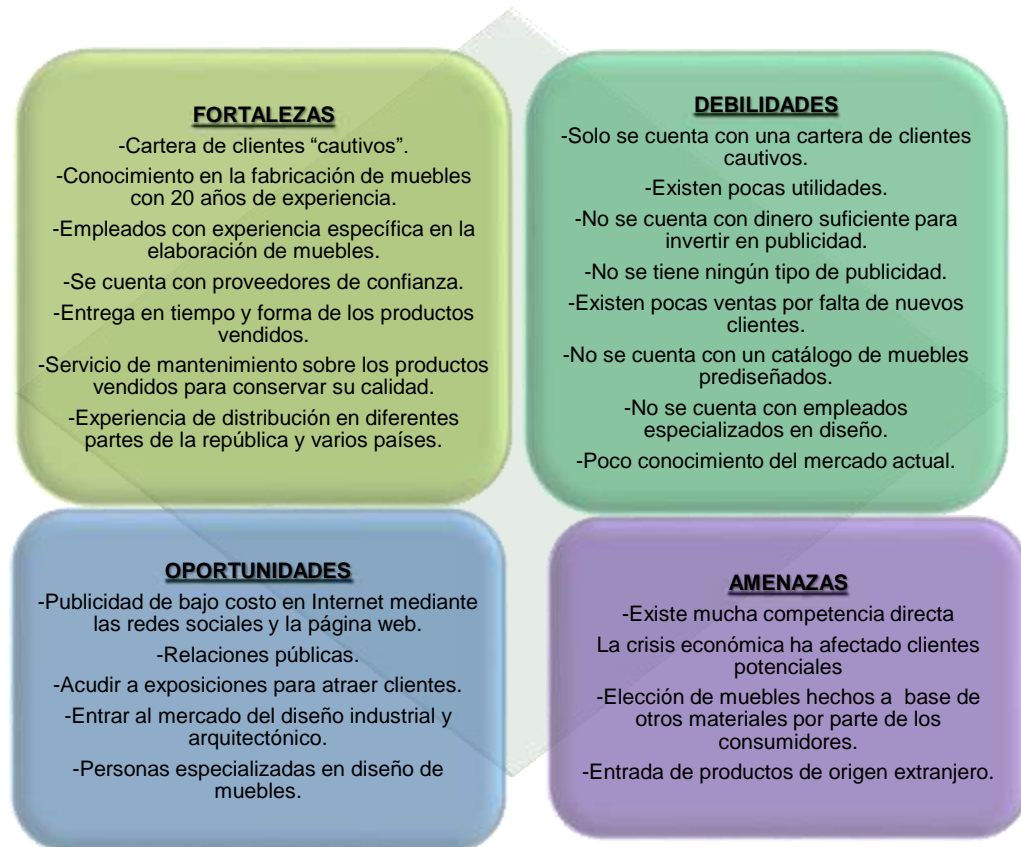 FORTALEZAS
-Cartera de clientes “cautivos”.
-Conocimiento en la fabricación de muebles
con 20 años de experiencia.
-Empleados con experiencia específica en la
elaboración de muebles.
-Se cuenta con proveedores de confianza.
-Entrega en tiempo y forma de los productos
vendidos.
-Servicio de mantenimiento sobre los productos
vendidos para conservar su calidad.
-Experiencia de distribución en diferentes
partes de la república y varios países.
DEBILIDADES
-Solo se cuenta con una cartera de clientes
cautivos.
-Existen pocas utilidades.
-No se cuenta con dinero suficiente para
invertir en publicidad.
-No se tiene ningún tipo de publicidad.
-Existen pocas ventas por falta de nuevos
clientes.
-No se cuenta con un catálogo de muebles
prediseñados.
-No se cuenta con empleados
especializados en diseño.
-Poco conocimiento del mercado actual.
OPORTUNIDADES
-Publicidad de bajo costo en Internet mediante
las redes sociales y la página web.
-Relaciones públicas.
-Acudir a exposiciones para atraer clientes.
-Entrar al mercado del diseño industrial y
arquitectónico.
-Personas especializadas en diseño de
muebles.
AMENAZAS
-Existe mucha competencia directa
La crisis económica ha afectado clientes
potenciales
-Elección de muebles hechos a  base de
otros materiales por parte de los
consumidores.
-Entrada de productos de origen extranjero.